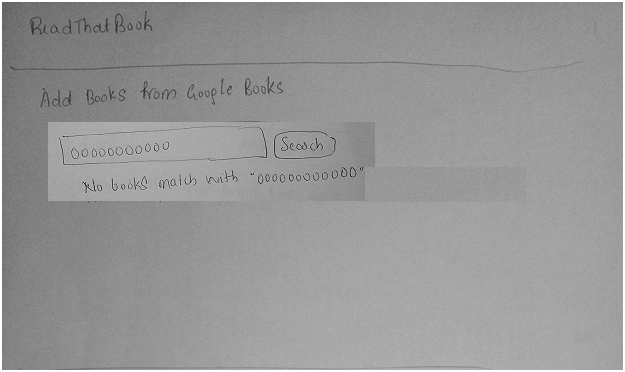 ReadThatBook
Add Books from Google Books
00000000000 Search
No books match with "000000000000"